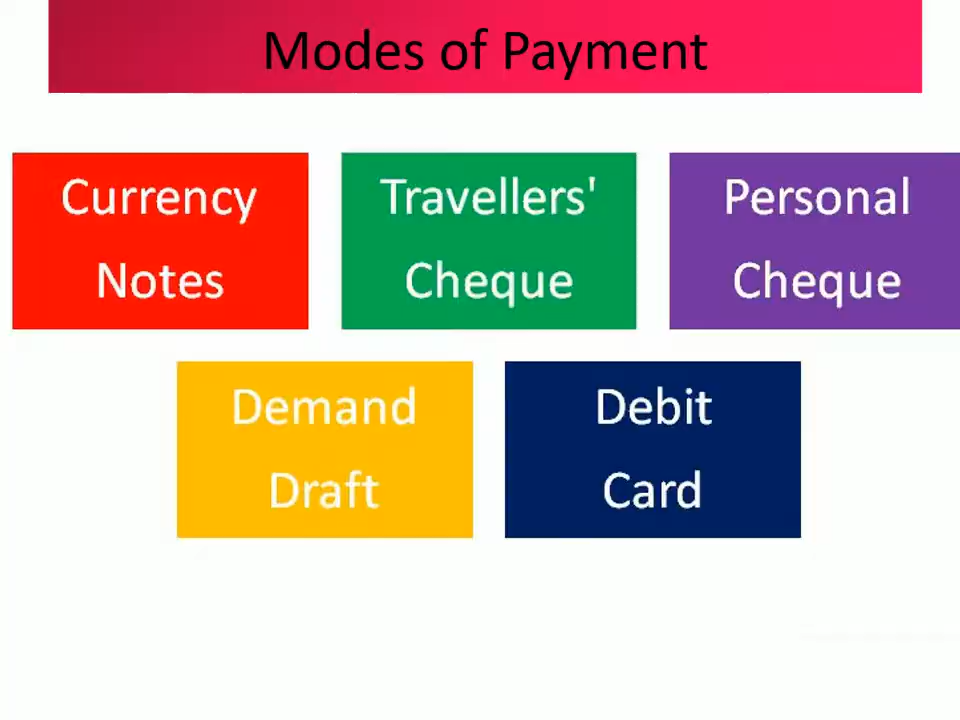 Modes of Payment
Currency
Notes
Travellers'
Cheque
Personal
Cheque
Demand
Draft
Debit
Card